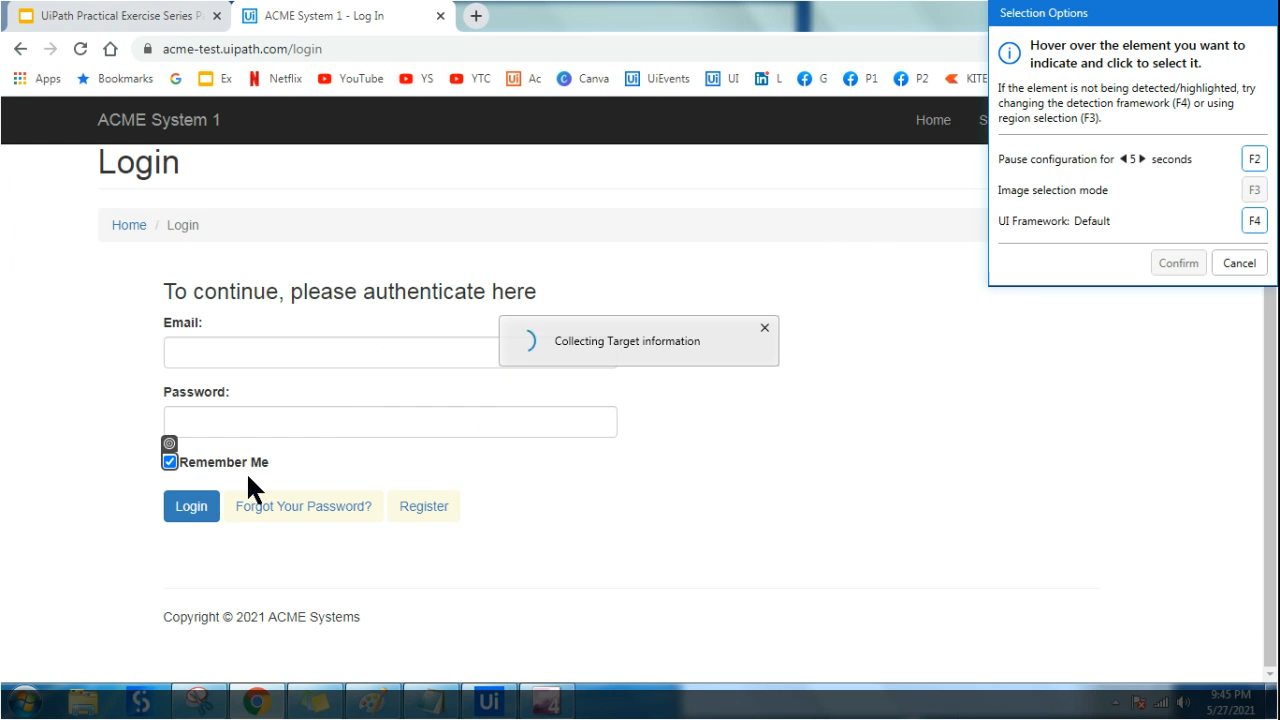 UiPath Practical Exercise Series P
ACME System 1 - Log In
Selection Options
acme-test.uipath.com/login
Apps
Bookmarks
Ex
Netflix
YouTube
YS
YTC
Ac
Canva
UiEvents
UI
L
G
P1
P2
KITE
Hover over the element you want to
indicate and click to select it.
If the element is not being detected/highlighted, try
changing the detection framework (F4) or using
region selection (F3).
Pause configuration for 5 seconds
F2
Image selection mode
F3
UI Framework: Default
F4
Confirm
Cancel
ACME System 1
Home
S
Login
Home / Login
To continue, please authenticate here
Email:
Collecting Target information
Password:
Remember Me
Login
Forgot Your Password?
Register
Copyright © 2021 ACME Systems
9:45 PM
5/27/2021